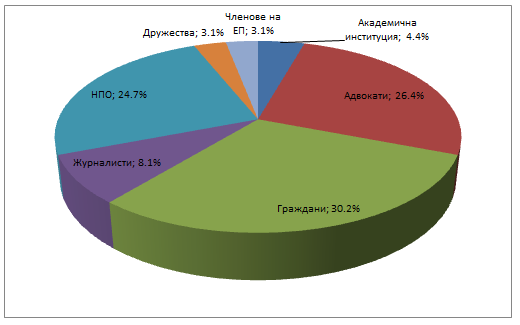 Членове на
ЕП; 3.1%
Академична
институция; 4.4%
Дружества; 3.1%
НПО; 24.7%
Адвокати; 26.4%
Журналисти; 8.1%
Граждани; 30.2%